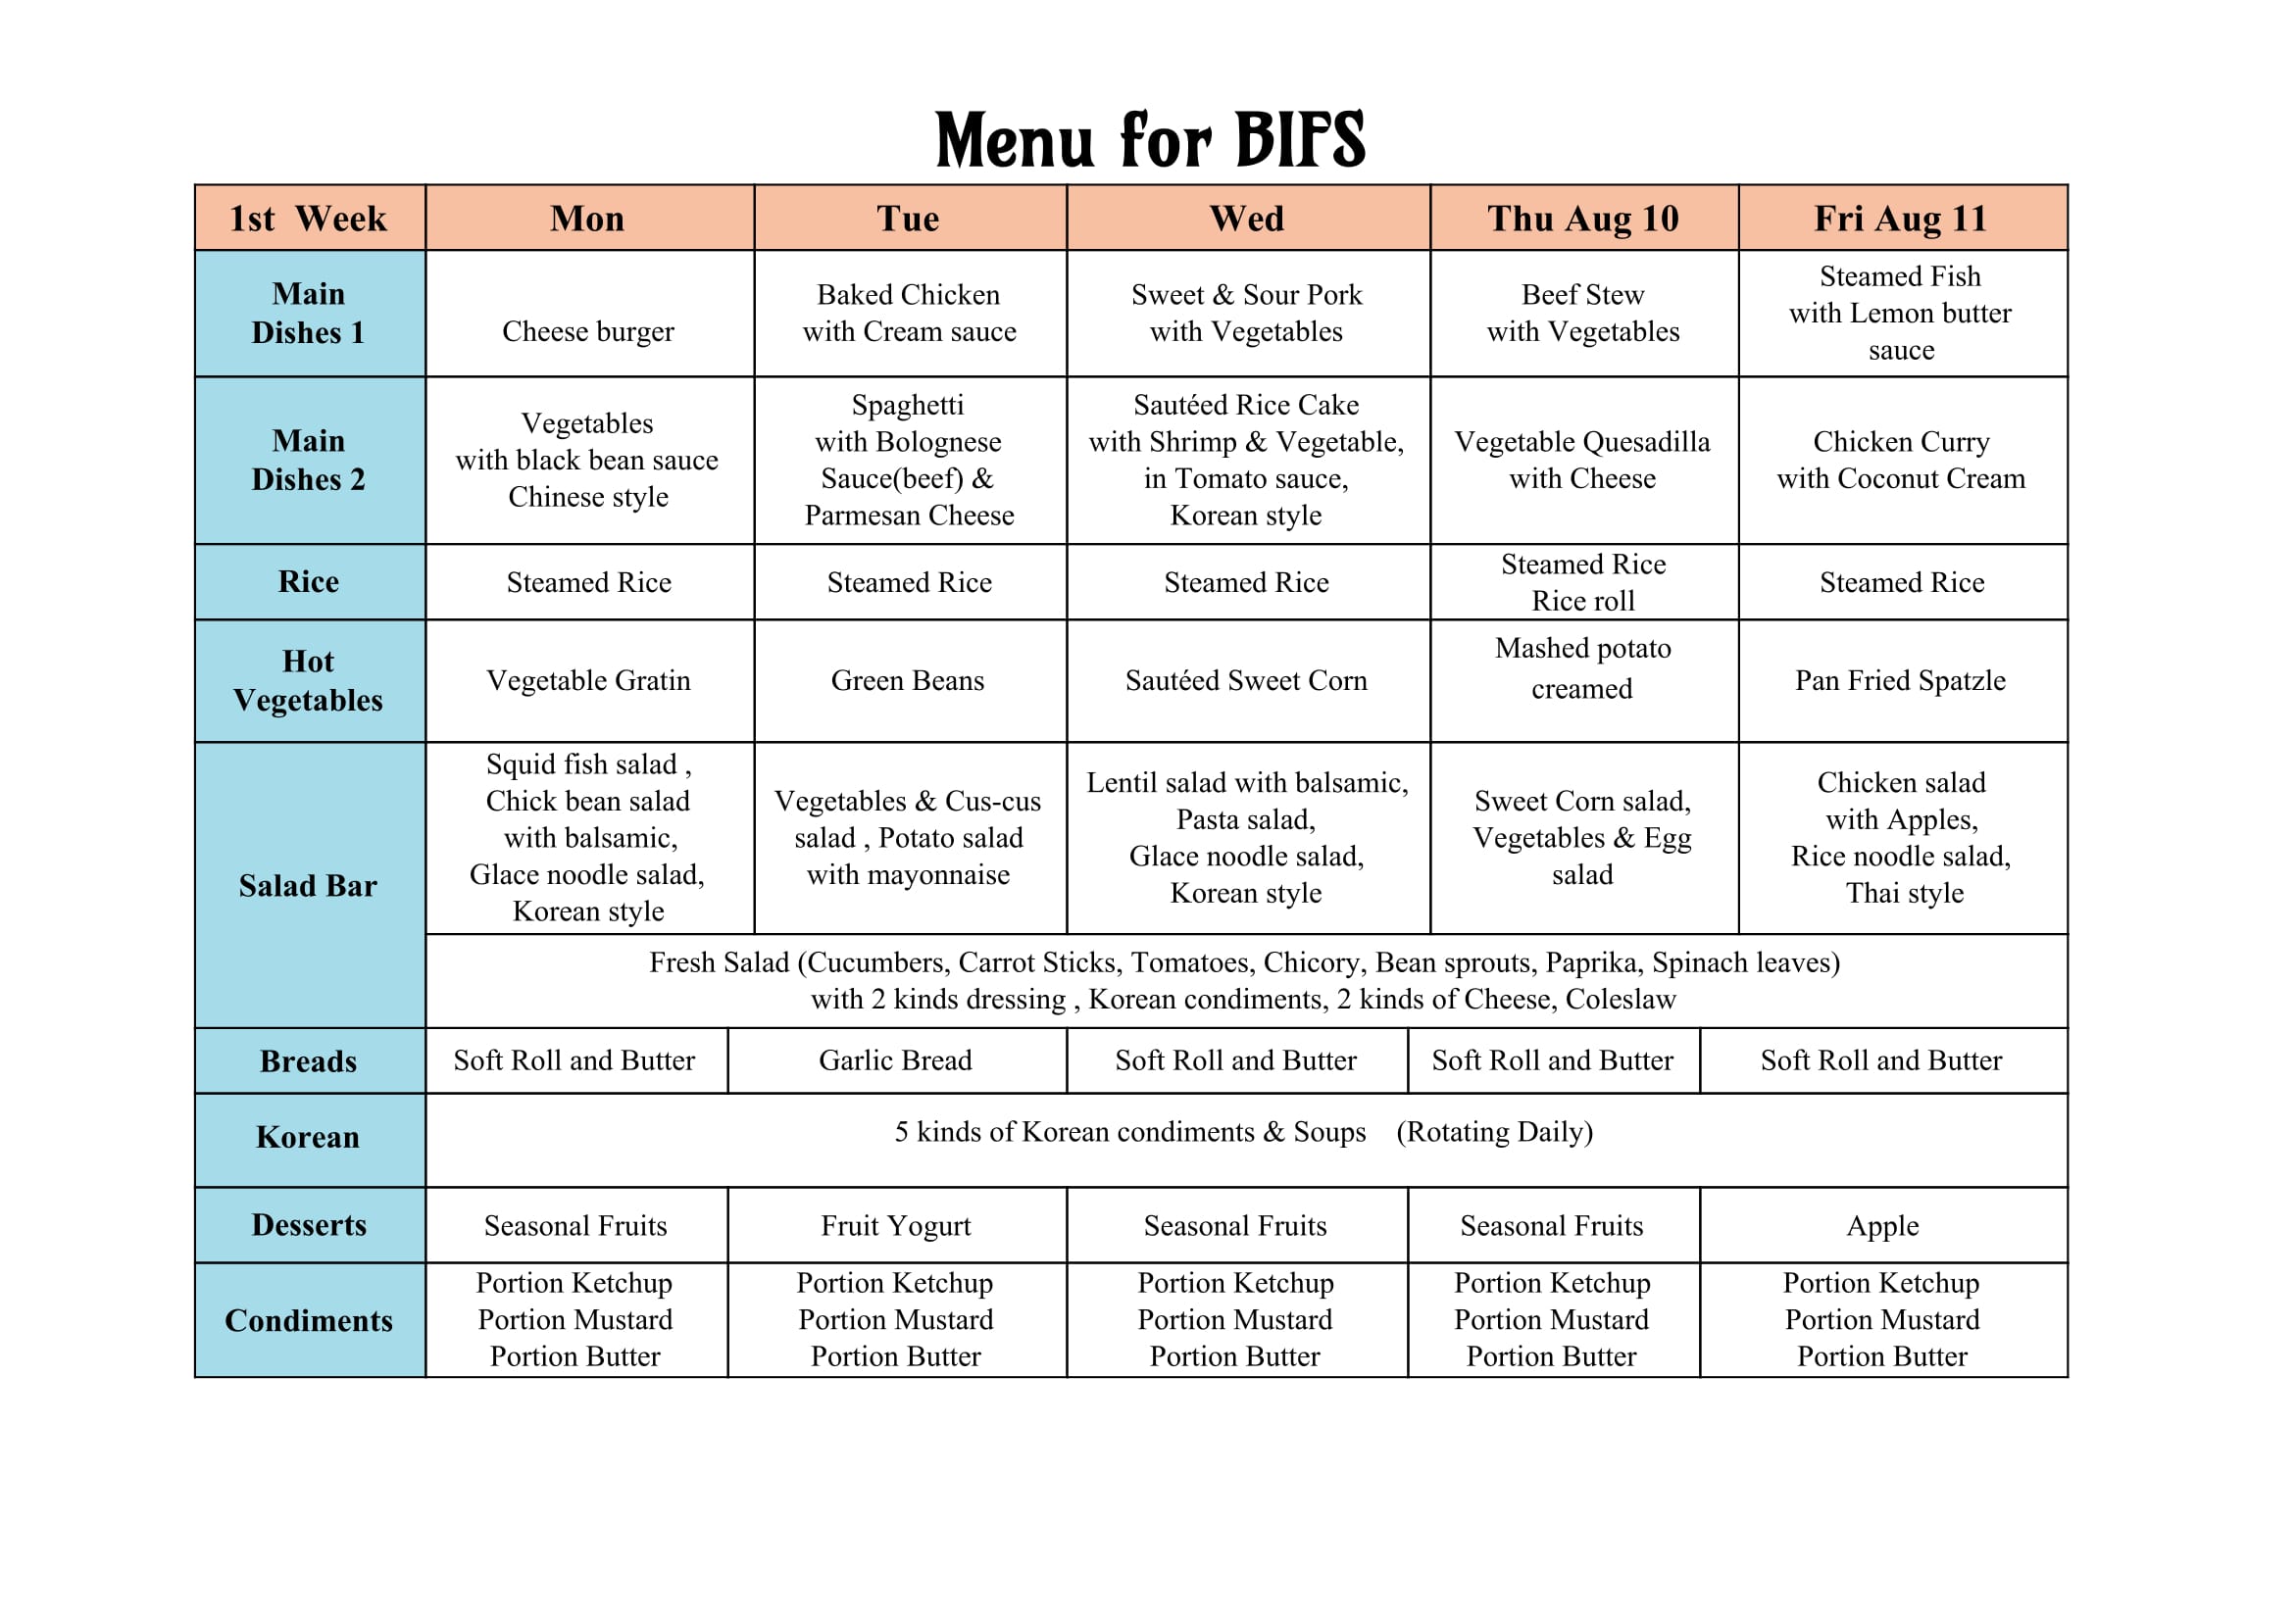 Menu for BIFS
1st Week
Mon
Tue
Wed
Thu Aug 10
Fri Aug 11
Main
Dishes 1
Cheese burger
Baked Chicken
with Cream sauce
Sweet & Sour Pork
with Vegetables
Beef Stew
with Vegetables
Steamed Fish
with Lemon butter
sauce
Main
Dishes 2
Vegetables
with black bean sauce
Chinese style
Spaghetti
with Bolognese
Sauce(beef) &
Parmesan Cheese
Sautéed Rice Cake
with Shrimp & Vegetable,
in Tomato sauce,
Korean style
Vegetable Quesadilla
with Cheese
Chicken Curry
with Coconut Cream
Rice
Steamed Rice
Steamed Rice
Steamed Rice
Steamed Rice
Rice roll
Steamed Rice
Hot
Vegetables
Vegetable Gratin
Green Beans
Sautéed Sweet Corn
Mashed potato
creamed
Pan Fried Spatzle
Salad Bar
Squid fish salad ,
Chick bean salad
with balsamic,
Glace noodle salad,
Korean style
Vegetables & Cus-cus
salad , Potato salad
with mayonnaise
Lentil salad with balsamic,
Pasta salad,
Glace noodle salad,
Korean style
Sweet Corn salad,
Vegetables & Egg
salad
Chicken salad
with Apples,
Rice noodle salad,
Thai style
Fresh Salad (Cucumbers, Carrot Sticks, Tomatoes, Chicory, Bean sprouts, Paprika, Spinach leaves)
with 2 kinds dressing , Korean condiments, 2 kinds of Cheese, Coleslaw
Breads
Soft Roll and Butter
Garlic Bread
Soft Roll and Butter
Soft Roll and Butter
Soft Roll and Butter
Korean
5 kinds of Korean condiments & Soups (Rotating Daily)
Desserts
Seasonal Fruits
Fruit Yogurt
Seasonal Fruits
Seasonal Fruits
Apple
Condiments
Portion Ketchup
Portion Mustard
Portion Butter
Portion Ketchup
Portion Mustard
Portion Butter
Portion Ketchup
Portion Mustard
Portion Butter
Portion Ketchup
Portion Mustard
Portion Butter
Portion Ketchup
Portion Mustard
Portion Butter